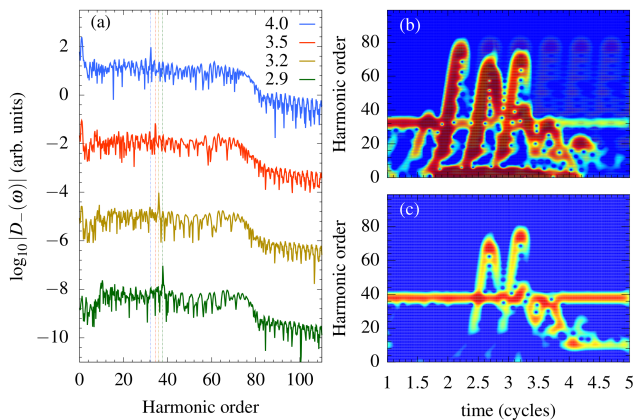 (a)
4.0
3.5
3.2
2.9
2
0
−2
−4
−6
−8
−10
log₁₀|D₋(ω)| (arb. units)
0 20 40 60 80 100
Harmonic order
(b)
80
60
40
20
0
Harmonic order
(c)
80
60
40
20
0
Harmonic order
1 1.5 2 2.5 3 3.5 4 4.5 5
time (cycles)